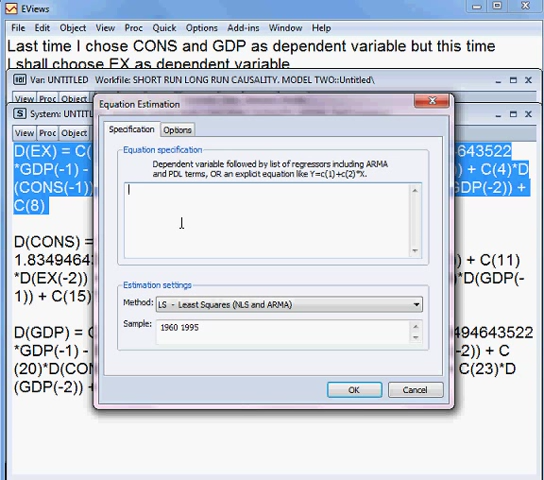 EViews
File Edit Object View Proc Quick Options Add-ins Window Help
Last time I chose CONS and GDP as dependent variable but this time
I shall choose EX as dependent variable
Var: UNTITLED Workfile: SHORT RUN LONG RUN CAUSALITY. MODEL TWO::Untitled\
View Proc Object
S System: UNTITL
View Proc Object
Equation Estimation
Specification Options
Equation specification
Dependent variable followed by list of regressors including ARMA
and PDL terms, OR an explicit equation like Y=c(1)+c(2)*X.
Estimation settings
Method: LS - Least Squares (NLS and ARMA)
Sample: 1960 1995
OK Cancel
D(EX) = C( 643522
*GDP(-1) - ) + C(4)*D
(CONS(-1)) GDP(-2)) +
C(8)
D(CONS) =
1.83494643 ) + C(11)
*D(EX(-2)) )*D(GDP(-
1)) + C(15)
D(GDP) = C 494643522
*GDP(-1) - -2)) + C
(20)*D(CON C(23)*D
(GDP(-2)) +